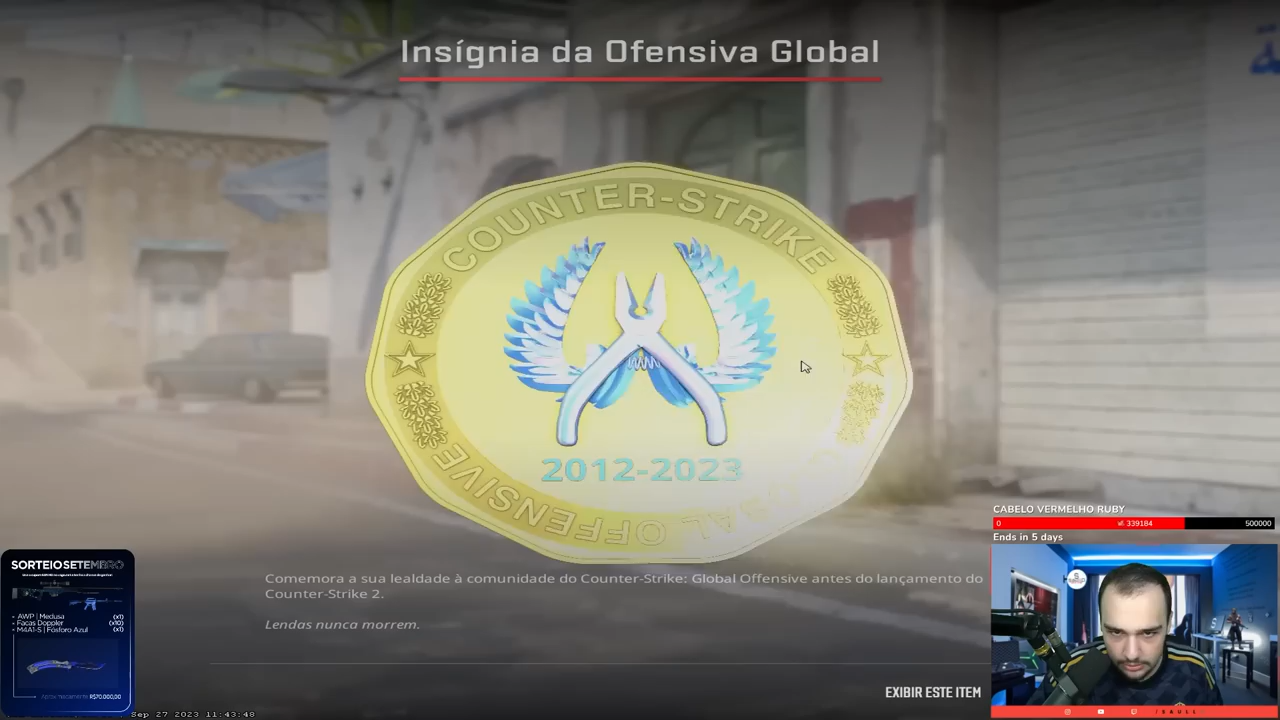 Insígnia da Ofensiva Global
COUNTER-STRIKE
2012-2023
OFFENSIVE
Comemora a sua lealdade à comunidade do Counter-Strike: Global Offensive antes do lançamento do
Counter-Strike 2.
Lendas nunca morrem.
EXIBIR ESTE ITEM
CABELO VERMELHO RUBY
0
339184
500000
Ends in 5 days
SORTEIO SETEMBRO
- AWP | Medusa (x1)
- Facas Doppler (x10)
- M4A1-S | Fósforo Azul (x1)
R$70.000,00
Sep 27 2023 11:43:48